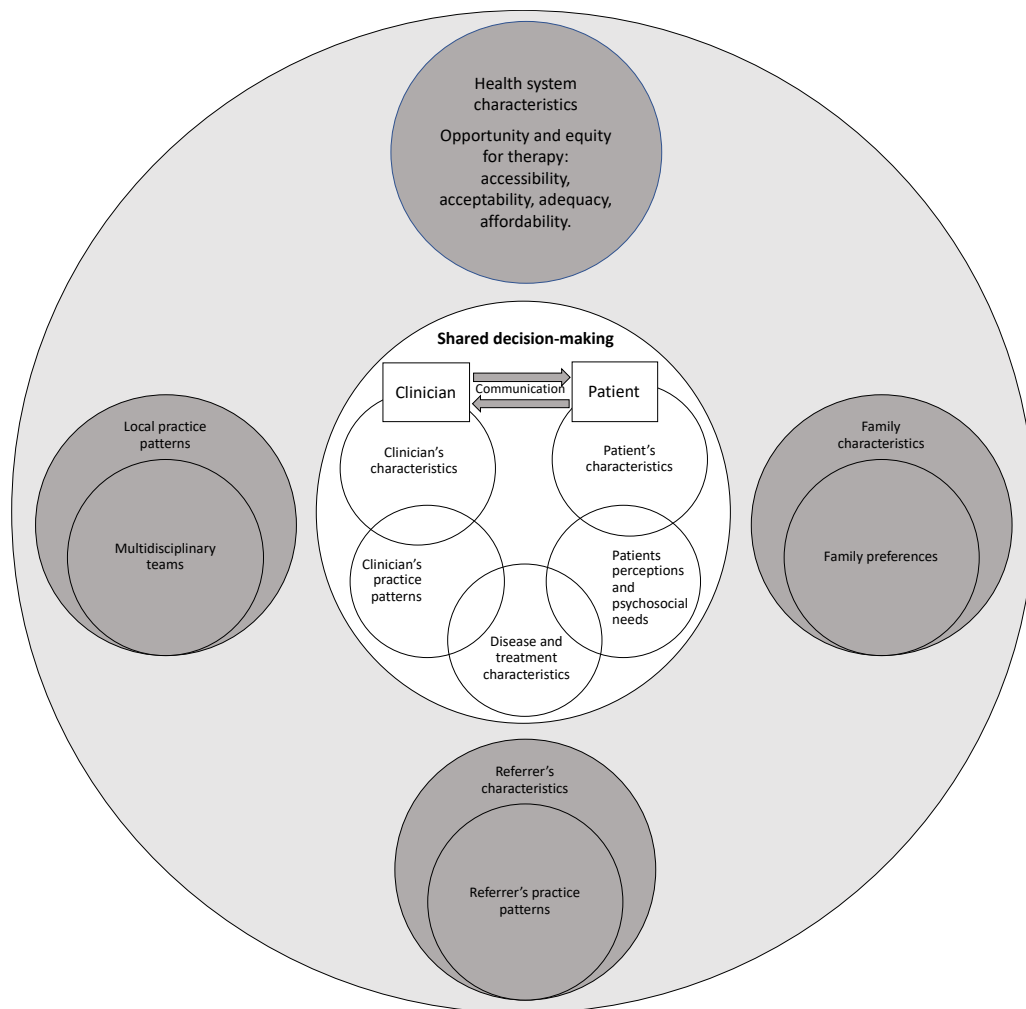 Health system
characteristics
Opportunity and equity
for therapy:
accessibility,
acceptability, adequacy,
affordability.
Shared decision-making
Clinician
Communication
Patient
Clinician’s
characteristics
Patient’s
characteristics
Clinician’s
practice
patterns
Patients
perceptions
and
psychosocial
needs
Disease and
treatment
characteristics
Local practice
patterns
Multidisciplinary
teams
Family
characteristics
Family preferences
Referrer’s
characteristics
Referrer’s practice
patterns